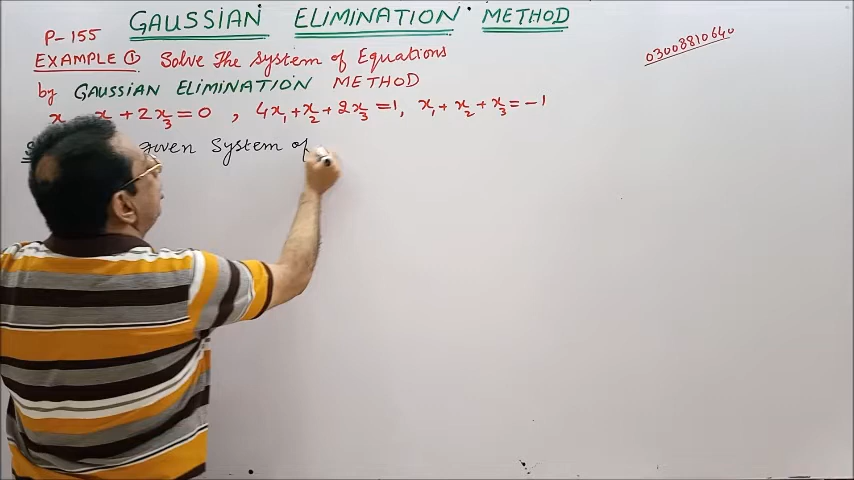 GAUSSIAN ELIMINATION METHOD
P-155
03008810640
EXAMPLE ① Solve The System of Equations
by GAUSSIAN ELIMINATION METHOD
x + 2x₃ = 0 , 4x₁ + x₂ + 2x₃ = 1, x₁ + x₂ + x₃ = -1
given System of